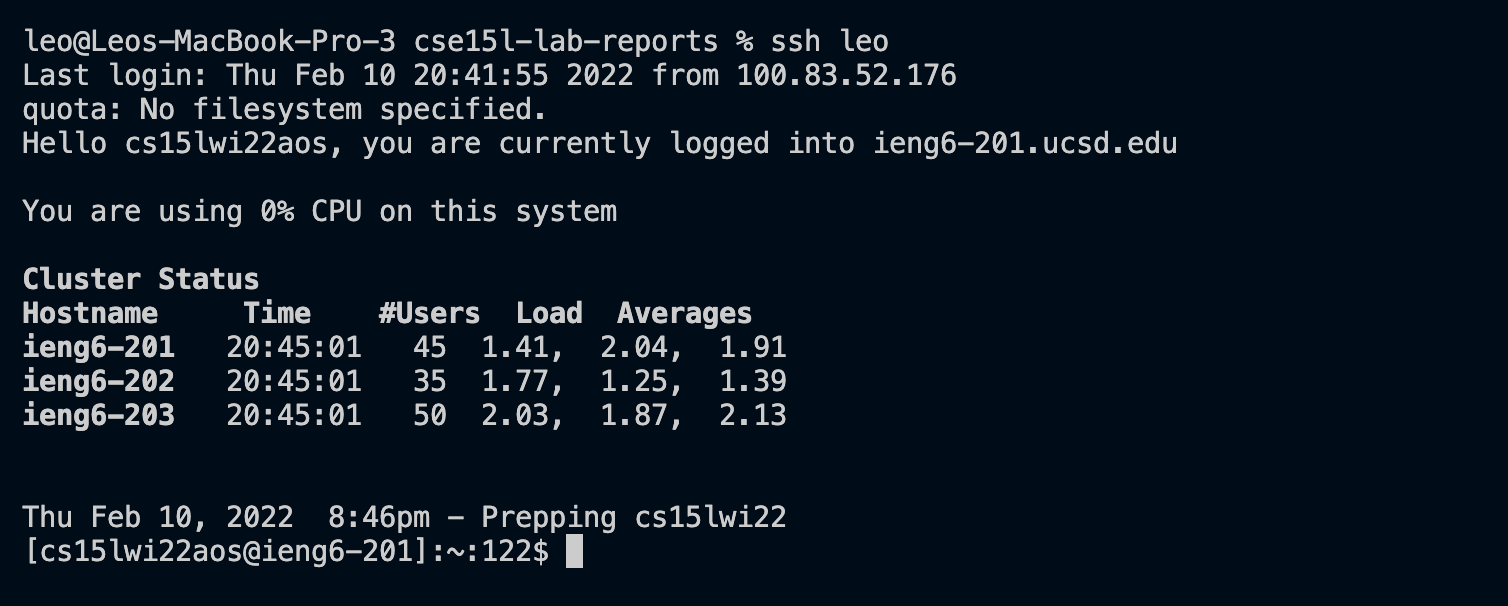 leo@Leos-MacBook-Pro-3 cse15l-lab-reports % ssh leo
Last login: Thu Feb 10 20:41:55 2022 from 100.83.52.176
quota: No filesystem specified.
Hello cs15lwi22aos, you are currently logged into ieng6-201.ucsd.edu
You are using 0% CPU on this system
Cluster Status
Hostname     Time    #Users  Load  Averages
ieng6-201   20:45:01   45  1.41,  2.04,  1.91
ieng6-202   20:45:01   35  1.77,  1.25,  1.39
ieng6-203   20:45:01   50  2.03,  1.87,  2.13
Thu Feb 10, 2022  8:46pm - Prepping cs15lwi22
[cs15lwi22aos@ieng6-201]:~:122$